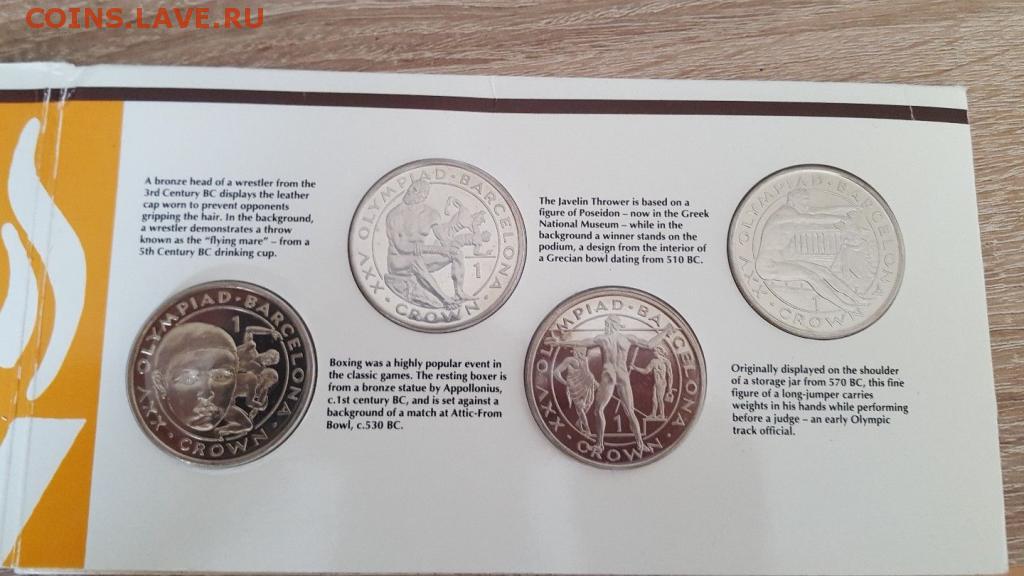 COINS.LAVE.RU
A bronze head of a wrestler from the
3rd Century BC displays the leather
cap worn to prevent opponents
gripping the hair. In the background,
a wrestler demonstrates a throw
known as the "flying mare" – from a
5th Century BC drinking cup.
XXV OLYMPIAD · BARCELONA
1
· CROWN ·
Boxing was a highly popular event in
the classic games. The resting boxer is
from a bronze statue by Appollonius,
c.1st century BC, and is set against a
background of a match at Attic-From
Bowl, c.530 BC.
XXV OLYMPIAD · BARCELONA
1
· CROWN ·
The Javelin Thrower is based on a
figure of Poseidon – now in the Greek
National Museum – while in the
background a winner stands on the
podium, a design from the interior of
a Grecian bowl dating from 510 BC.
XXV OLYMPIAD · BARCELONA
1
· CROWN ·
Originally displayed on the shoulder
of a storage jar from 570 BC, this fine
figure of a long-jumper carries
weights in his hands while performing
before a judge – an early Olympic
track official.
XXV OLYMPIAD · BARCELONA
1
· CROWN ·